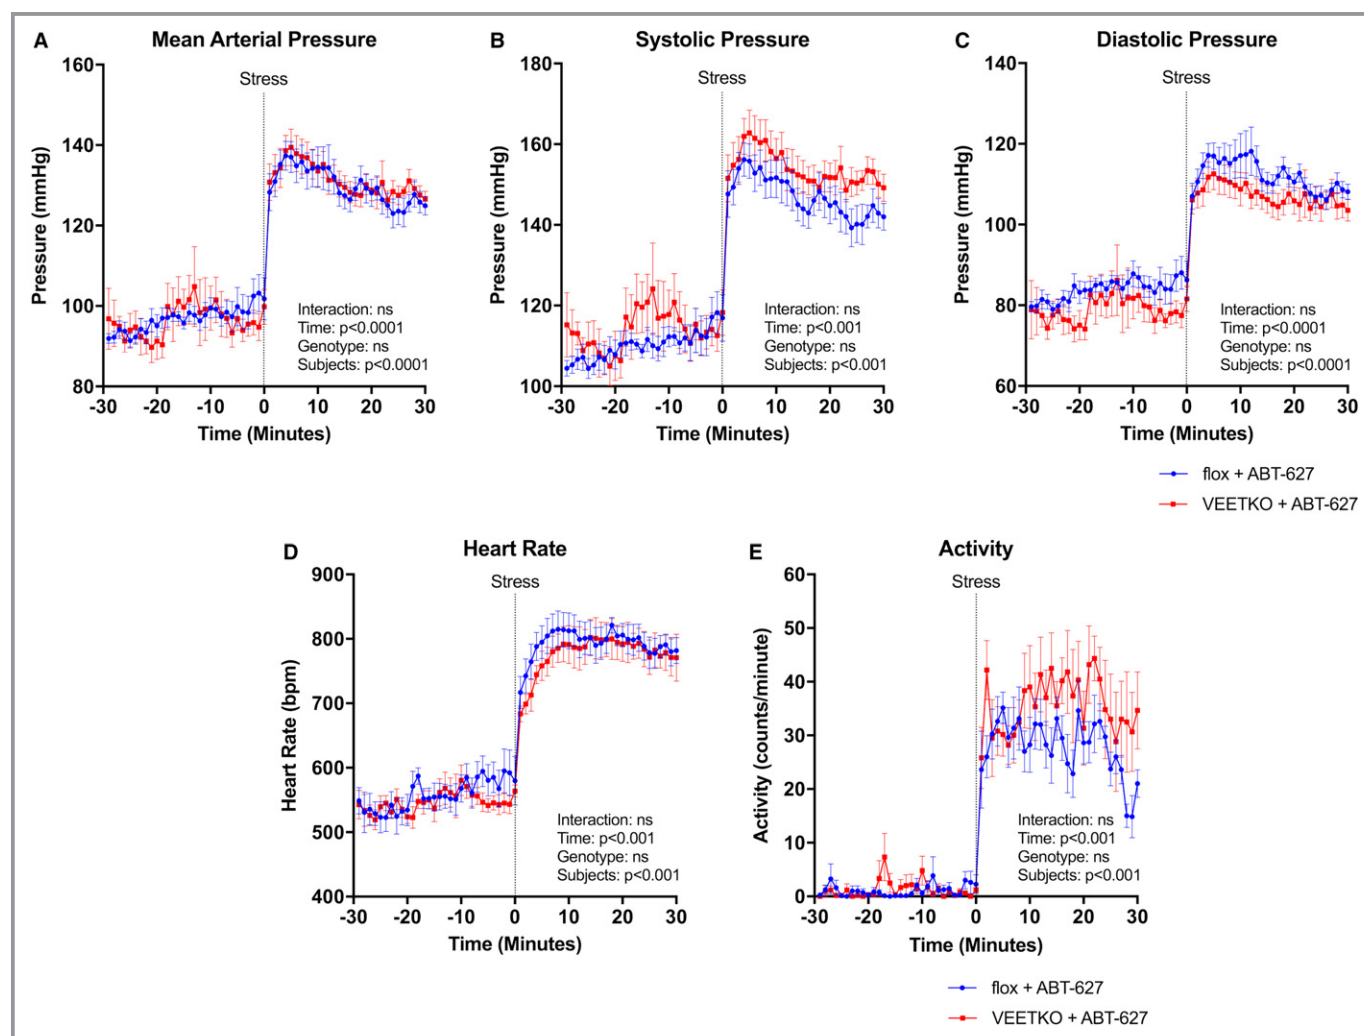 A Mean Arterial Pressure
160
140
120
100
80
Pressure (mmHg)
Stress
Interaction: ns
Time: p<0.0001
Genotype: ns
Subjects: p<0.0001
-30 -20 -10 0 10 20 30
Time (Minutes)
B Systolic Pressure
180
160
140
120
100
Pressure (mmHg)
Stress
Interaction: ns
Time: p<0.001
Genotype: ns
Subjects: p<0.001
-30 -20 -10 0 10 20 30
Time (Minutes)
C Diastolic Pressure
140
120
100
80
60
Pressure (mmHg)
Stress
Interaction: ns
Time: p<0.0001
Genotype: ns
Subjects: p<0.0001
-30 -20 -10 0 10 20 30
Time (Minutes)
flox + ABT-627
VEETKO + ABT-627
D Heart Rate
900
800
700
600
500
400
Heart Rate (bpm)
Stress
Interaction: ns
Time: p<0.001
Genotype: ns
Subjects: p<0.001
-30 -20 -10 0 10 20 30
Time (Minutes)
E Activity
60
50
40
30
20
10
0
Activity (counts/minute)
Stress
Interaction: ns
Time: p<0.001
Genotype: ns
Subjects: p<0.001
-30 -20 -10 0 10 20 30
Time (Minutes)
flox + ABT-627
VEETKO + ABT-627